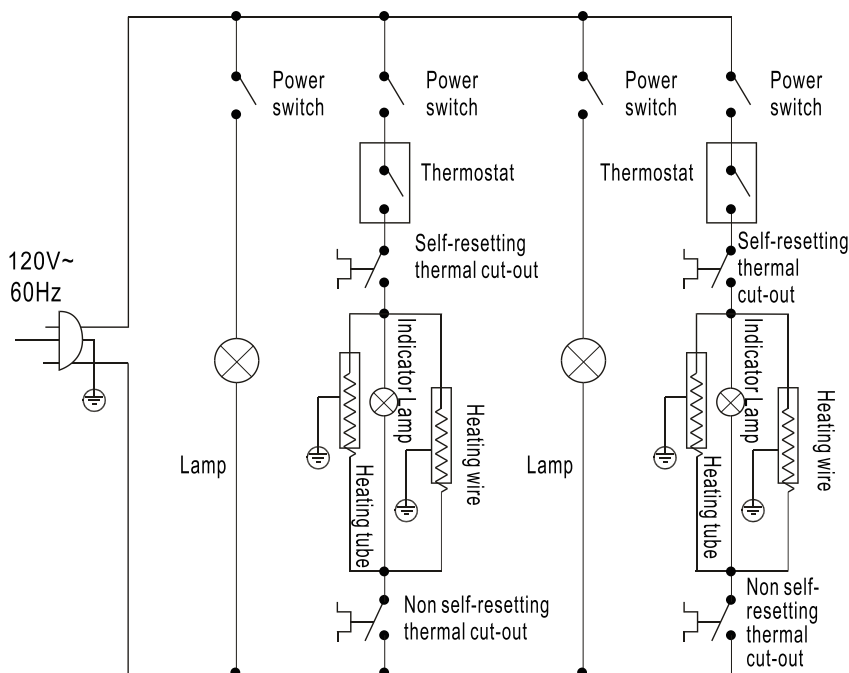 Power
switch
Power
switch
Power
switch
Power
switch
Thermostat
Thermostat
Self-resetting
thermal cut-out
Self-resetting
thermal
cut-out
120V~
60Hz
Indicator Lamp
Heating wire
Heating tube
Lamp
Indicator Lamp
Heating wire
Heating tube
Lamp
Non self-resetting
thermal cut-out
Non self-
resetting
thermal
cut-out